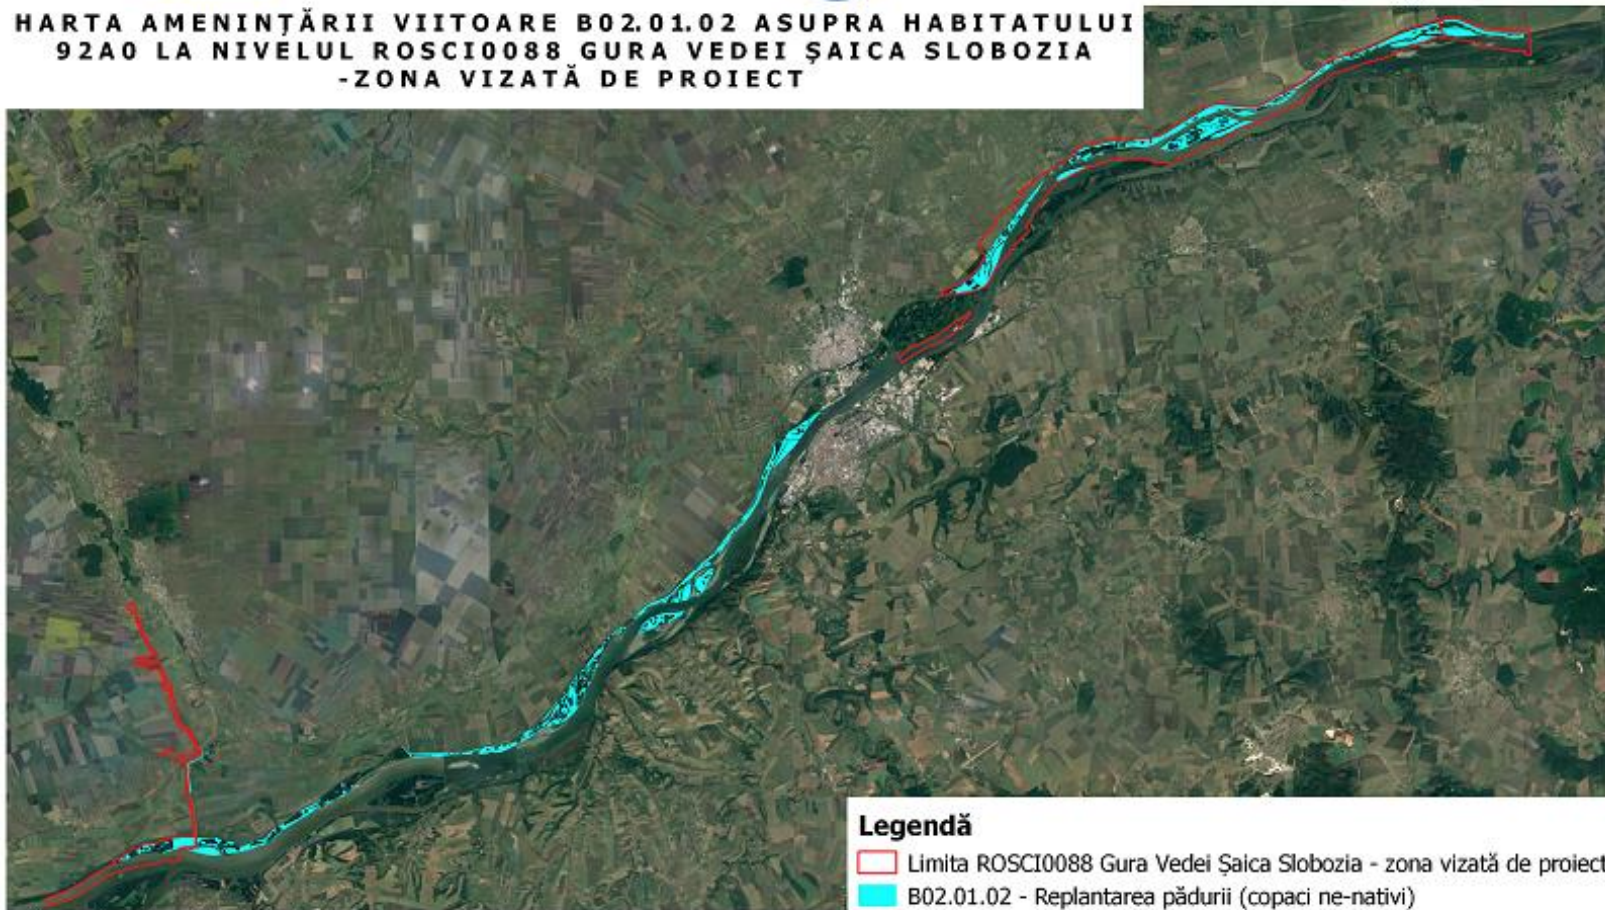 HARTA AMENINȚĂRII VIITOARE B02.01.02 ASUPRA HABITATULUI
92A0 LA NIVELUL ROSCI0088 GURA VEDEI ȘAICA SLOBOZIA
-ZONA VIZATĂ DE PROIECT
Legendă
Limita ROSCI0088 Gura Vedei Șaica Slobozia - zona vizată de proiect
B02.01.02 - Replantarea pădurii (copaci ne-nativi)